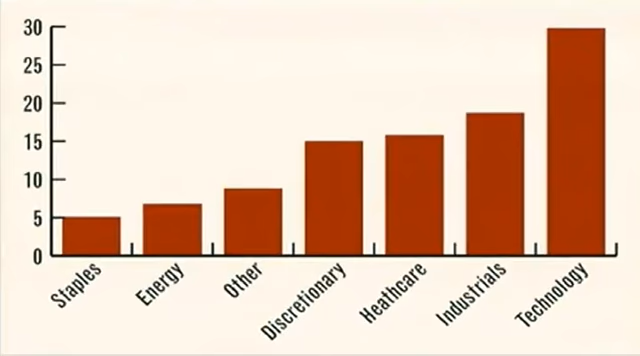 30
25
20
15
10
5
0
Staples
Energy
Other
Discretionary
Heathcare
Industrials
Technology